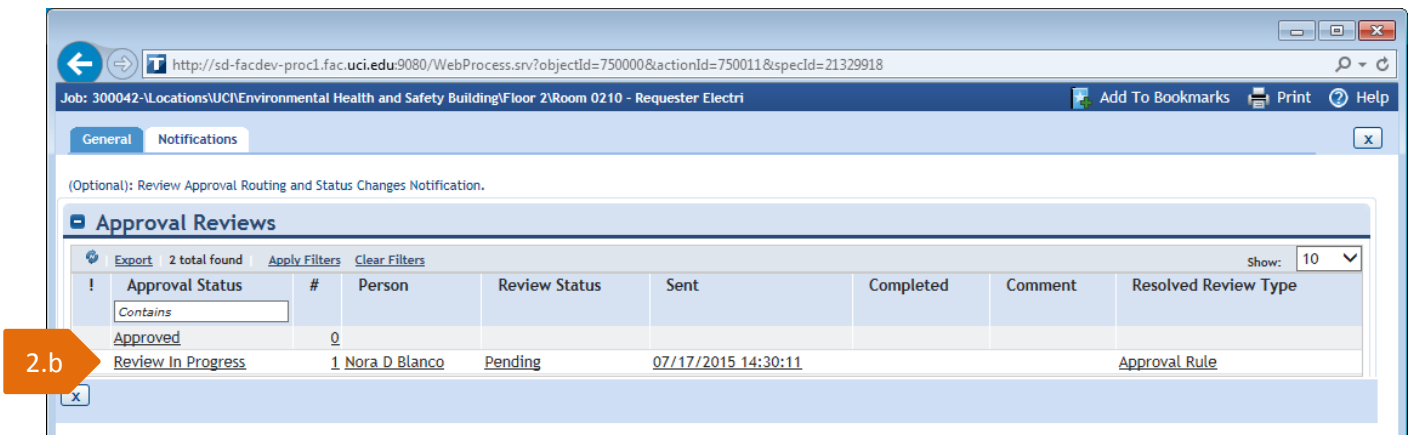 http://sd-facdev-proc1.fac.uci.edu:9080/WebProcess.srv?objectId=750000&actionId=750011&specId=21329918
Job: 300042-\Locations\UCI\Environmental Health and Safety Building\Floor 2\Room 0210 - Requester Electri Add To Bookmarks Print ? Help
General Notifications x
(Optional): Review Approval Routing and Status Changes Notification.
Approval Reviews
Export 2 total found Apply Filters Clear Filters Show: 10
! Approval Status # Person Review Status Sent Completed Comment Resolved Review Type
Contains
Approved 0
2.b Review In Progress 1 Nora D Blanco Pending 07/17/2015 14:30:11 Approval Rule
x